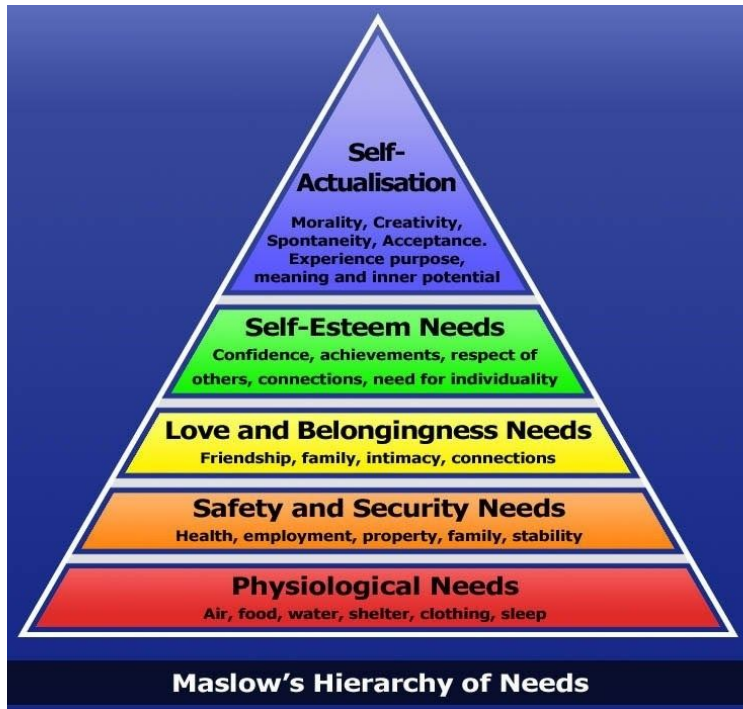 Self-
Actualisation
Morality, Creativity,
Spontaneity, Acceptance.
Experience purpose,
meaning and inner potential
Self-Esteem Needs
Confidence, achievements, respect of
others, connections, need for individuality
Love and Belongingness Needs
Friendship, family, intimacy, connections
Safety and Security Needs
Health, employment, property, family, stability
Physiological Needs
Air, food, water, shelter, clothing, sleep
Maslow’s Hierarchy of Needs